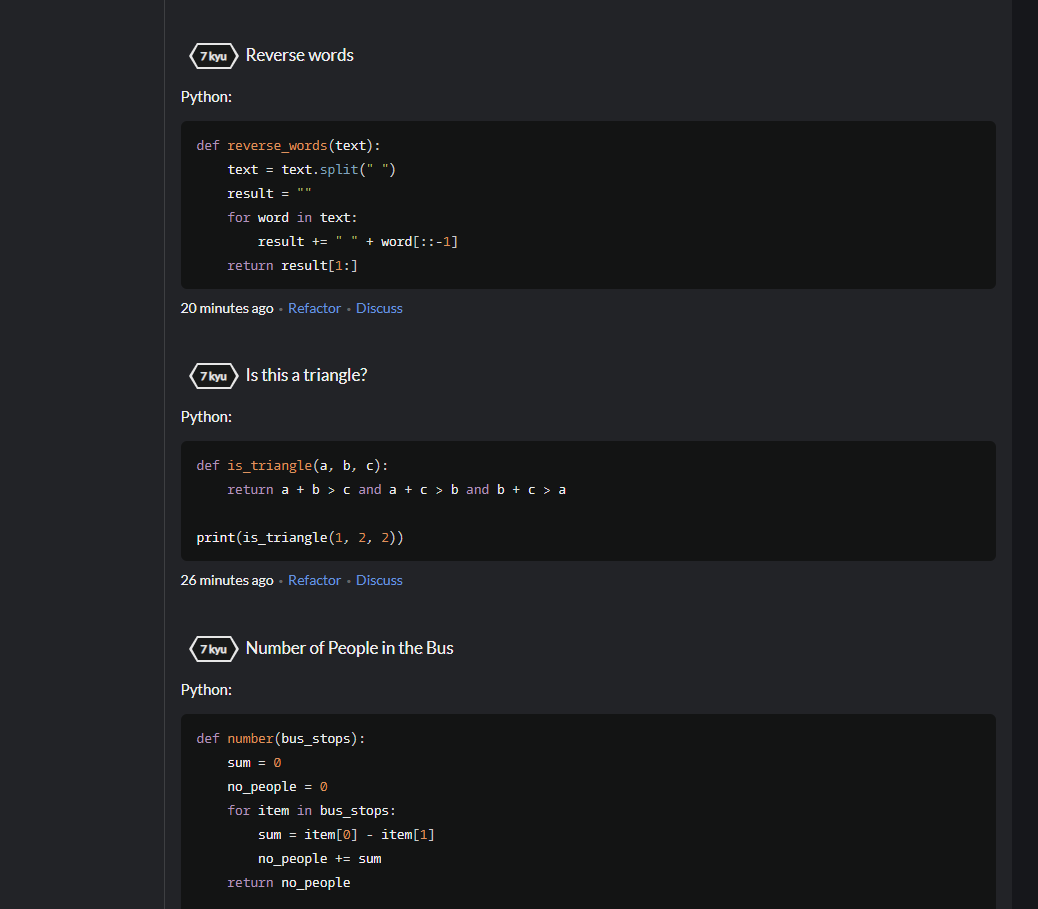 7 kyu Reverse words
Python:
def reverse_words(text):
    text = text.split(" ")
    result = ""
    for word in text:
        result += " " + word[::-1]
    return result[1:]
20 minutes ago • Refactor • Discuss
7 kyu Is this a triangle?
Python:
def is_triangle(a, b, c):
    return a + b > c and a + c > b and b + c > a
print(is_triangle(1, 2, 2))
26 minutes ago • Refactor • Discuss
7 kyu Number of People in the Bus
Python:
def number(bus_stops):
    sum = 0
    no_people = 0
    for item in bus_stops:
        sum = item[0] - item[1]
        no_people += sum
    return no_people